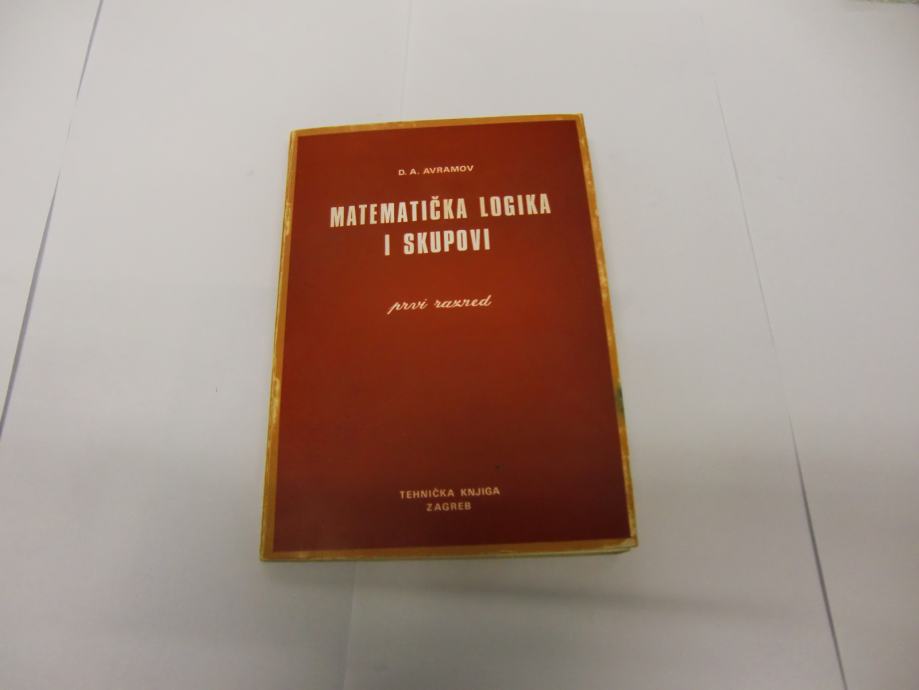 D. A. AVRAMOV
MATEMATIČKA LOGIKA
I SKUPOVI
prvi razred
TEHNIČKA KNJIGA
ZAGREB